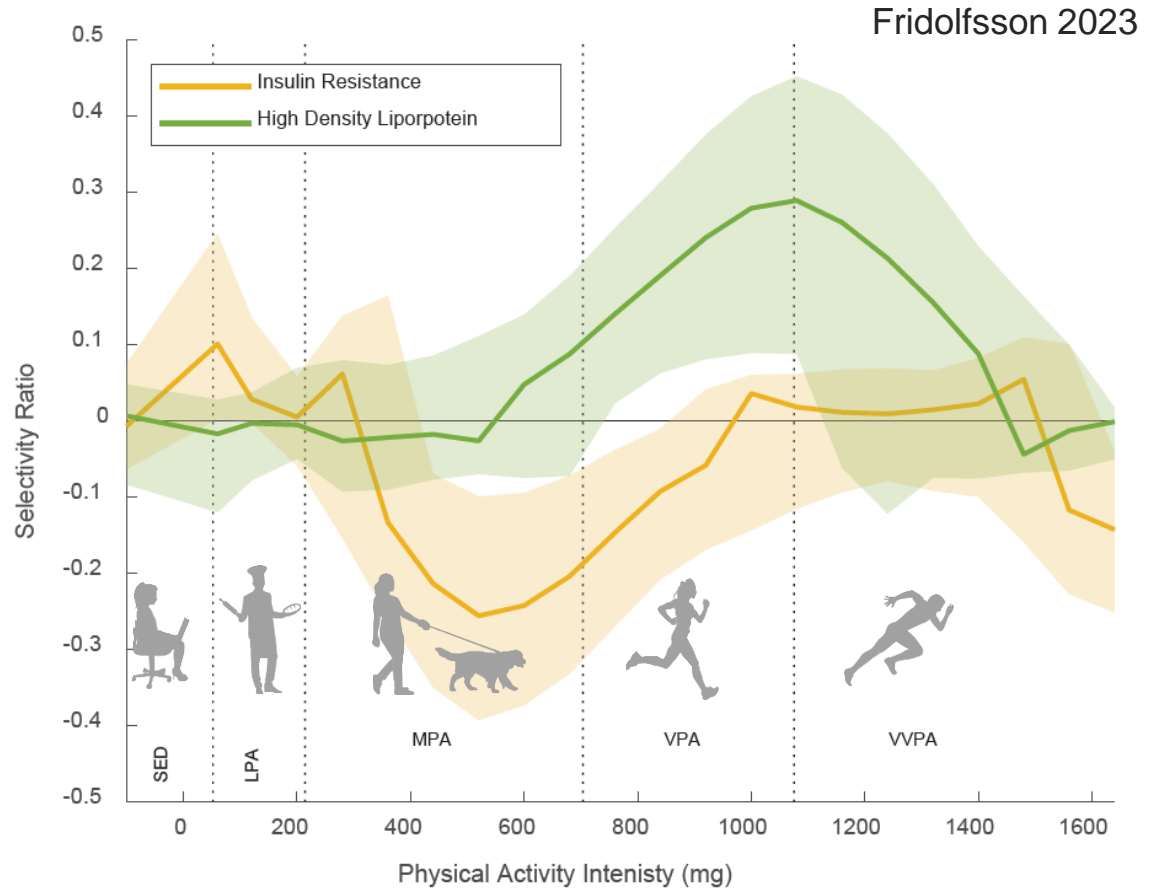 Fridolfsson 2023
0.5
0.4
0.3
0.2
0.1
0
-0.1
-0.2
-0.3
-0.4
-0.5
Selectivity Ratio
Insulin Resistance
High Density Liporpotein
SED
LPA
MPA
VPA
VVPA
0 200 400 600 800 1000 1200 1400 1600
Physical Activity Intenisty (mg)